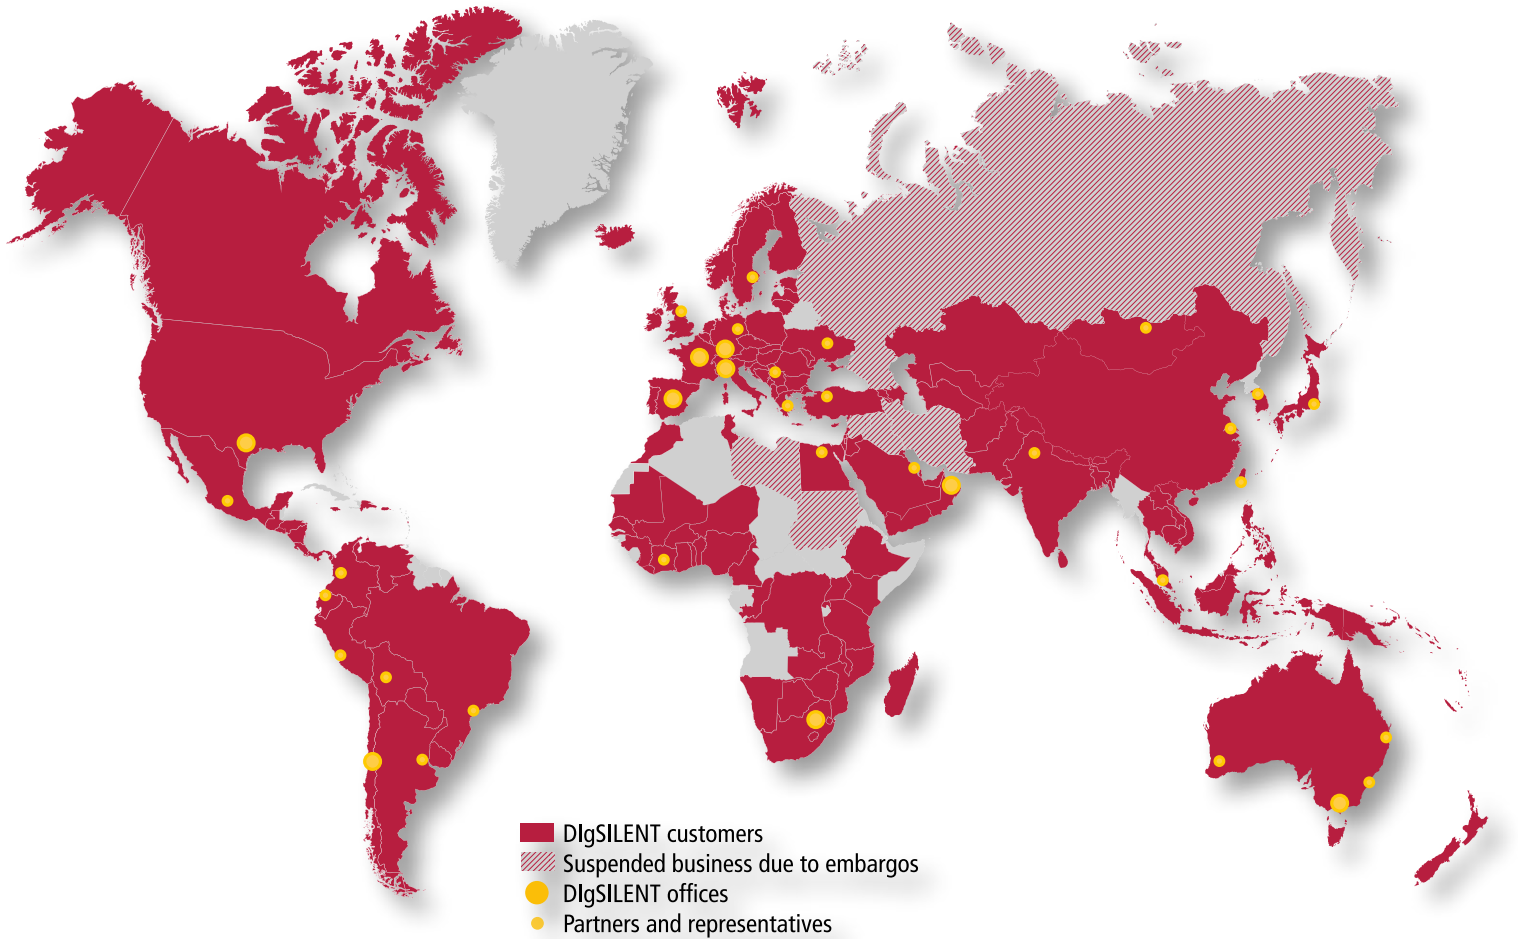 DIgSILENT customers
Suspended business due to embargos
DIgSILENT offices
Partners and representatives